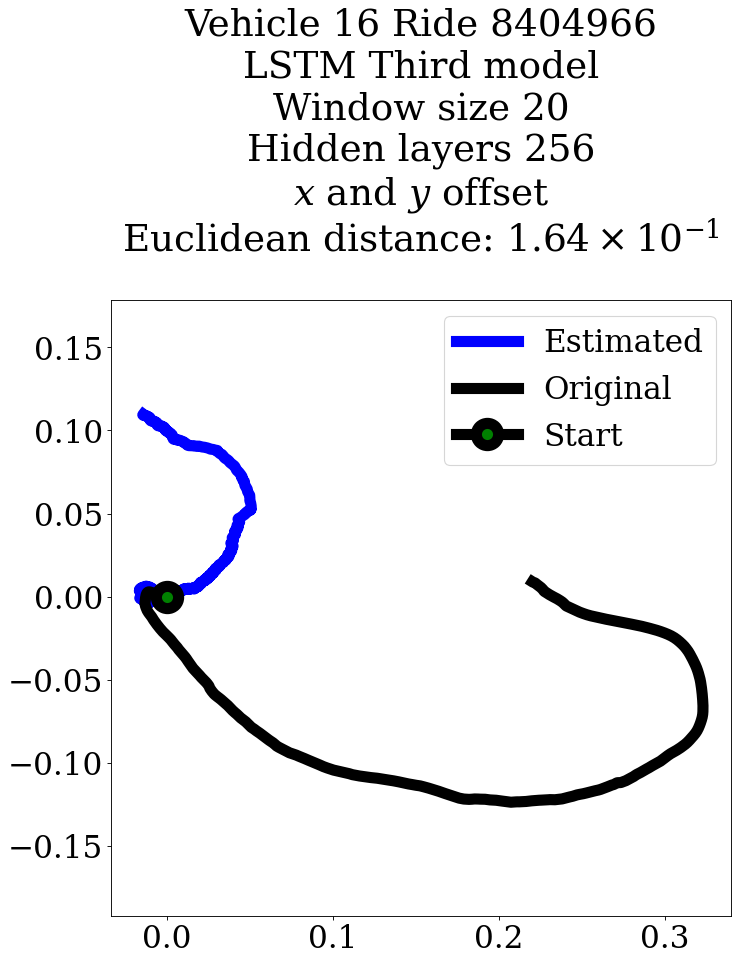 Vehicle 16 Ride 8404966
LSTM Third model
Window size 20
Hidden layers 256
x and y offset
Euclidean distance: 1.64 × 10⁻¹
Estimated
Original
Start
0.15
0.10
0.05
0.00
−0.05
−0.10
−0.15
0.0 0.1 0.2 0.3